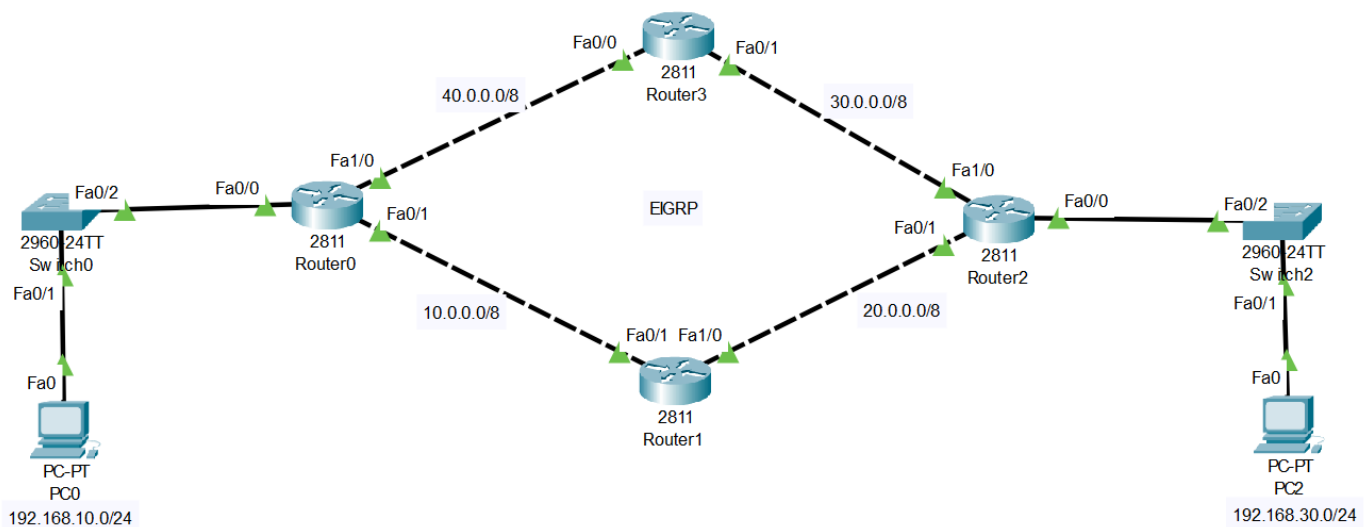 Fa0/0
Fa0/1
2811
Router3
40.0.0.0/8
30.0.0.0/8
Fa1/0
Fa1/0
Fa0/2
Fa0/0
EIGRP
Fa0/0
Fa0/2
2960-24TT
Switch0
2811
Router0
Fa0/1
Fa0/1
2811
Router2
2960-24TT
Switch2
Fa0/1
Fa0/1
10.0.0.0/8
20.0.0.0/8
Fa0/1
Fa1/0
Fa0
2811
Router1
Fa0
PC-PT
PC0
192.168.10.0/24
PC-PT
PC2
192.168.30.0/24